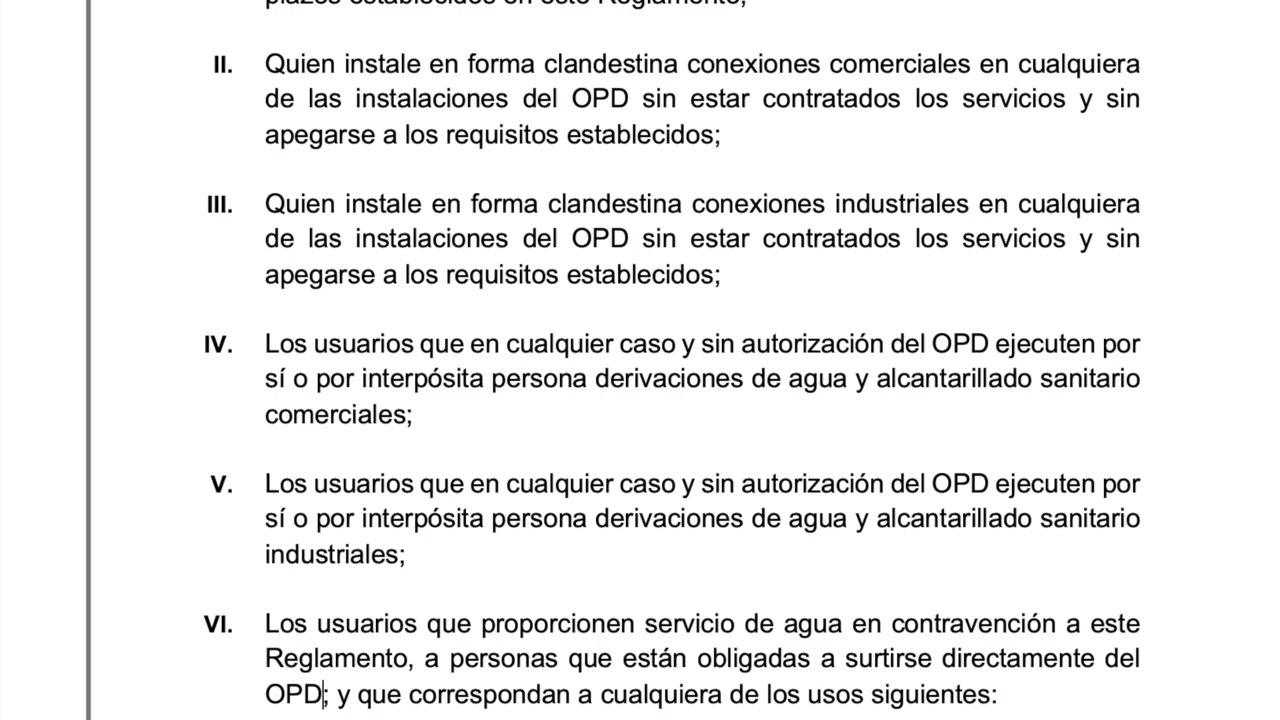 plazos establecidos en este Reglamento;
II. Quien instale en forma clandestina conexiones comerciales en cualquiera
de las instalaciones del OPD sin estar contratados los servicios y sin
apegarse a los requisitos establecidos;
III. Quien instale en forma clandestina conexiones industriales en cualquiera
de las instalaciones del OPD sin estar contratados los servicios y sin
apegarse a los requisitos establecidos;
IV. Los usuarios que en cualquier caso y sin autorización del OPD ejecuten por
sí o por interpósita persona derivaciones de agua y alcantarillado sanitario
comerciales;
V. Los usuarios que en cualquier caso y sin autorización del OPD ejecuten por
sí o por interpósita persona derivaciones de agua y alcantarillado sanitario
industriales;
VI. Los usuarios que proporcionen servicio de agua en contravención a este
Reglamento, a personas que están obligadas a surtirse directamente del
OPD; y que correspondan a cualquiera de los usos siguientes: